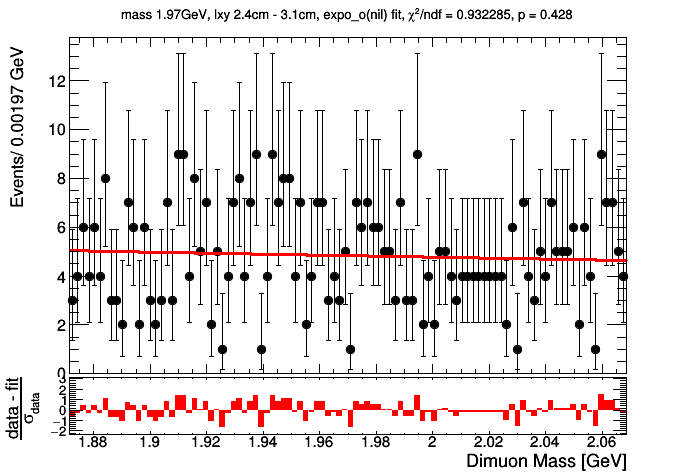 mass 1.97GeV, lxy 2.4cm - 3.1cm, expo_o(nil) fit, χ²/ndf = 0.932285, p = 0.428
Events/ 0.00197 GeV
12
10
8
6
4
2
0
data - fit
σdata
3
2
1
0
−1
−2
1.88 1.9 1.92 1.94 1.96 1.98 2 2.02 2.04 2.06
Dimuon Mass [GeV]